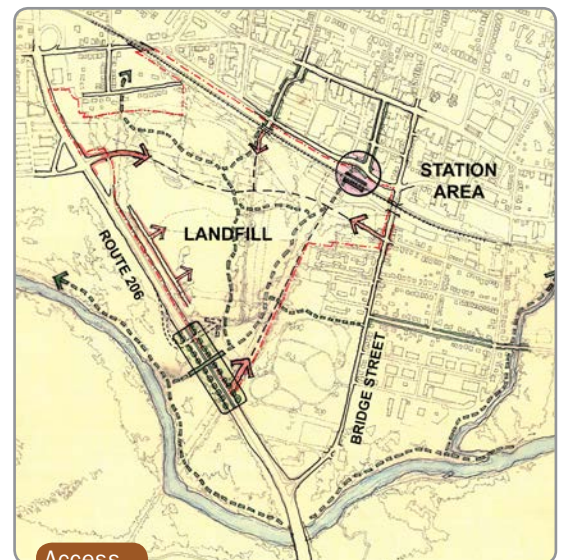 STATION
AREA
LANDFILL
ROUTE 206
BRIDGE STREET
Access